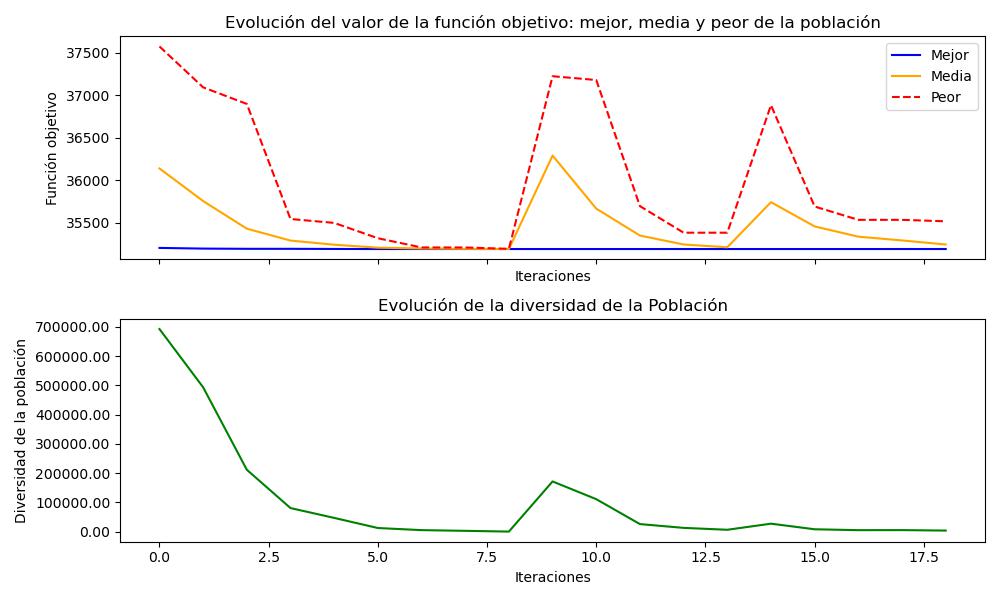 Evolución del valor de la función objetivo: mejor, media y peor de la población
Función objetivo
37500
37000
36500
36000
35500
Mejor
Media
Peor
Iteraciones
Evolución de la diversidad de la Población
Diversidad de la población
700000.00
600000.00
500000.00
400000.00
300000.00
200000.00
100000.00
0.00
0.0 2.5 5.0 7.5 10.0 12.5 15.0 17.5
Iteraciones